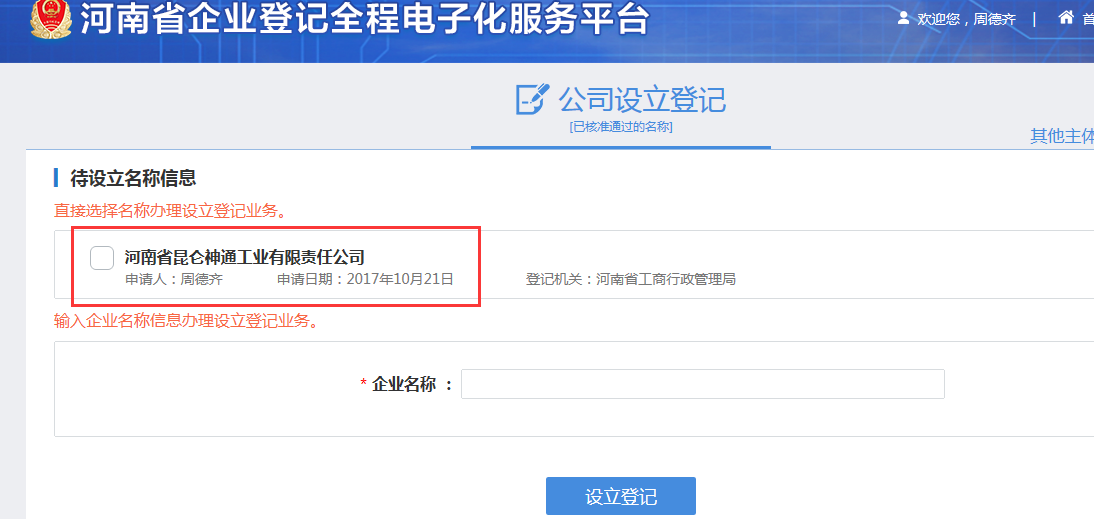 河南省企业登记全程电子化服务平台
欢迎您，周德齐 | 首
公司设立登记
[已核准通过的名称]
其他主体
待设立名称信息
直接选择名称办理设立登记业务。
河南省昆仑神通工业有限责任公司
申请人：周德齐 申请日期：2017年10月21日 登记机关：河南省工商行政管理局
输入企业名称信息办理设立登记业务。
* 企业名称 ：
设立登记